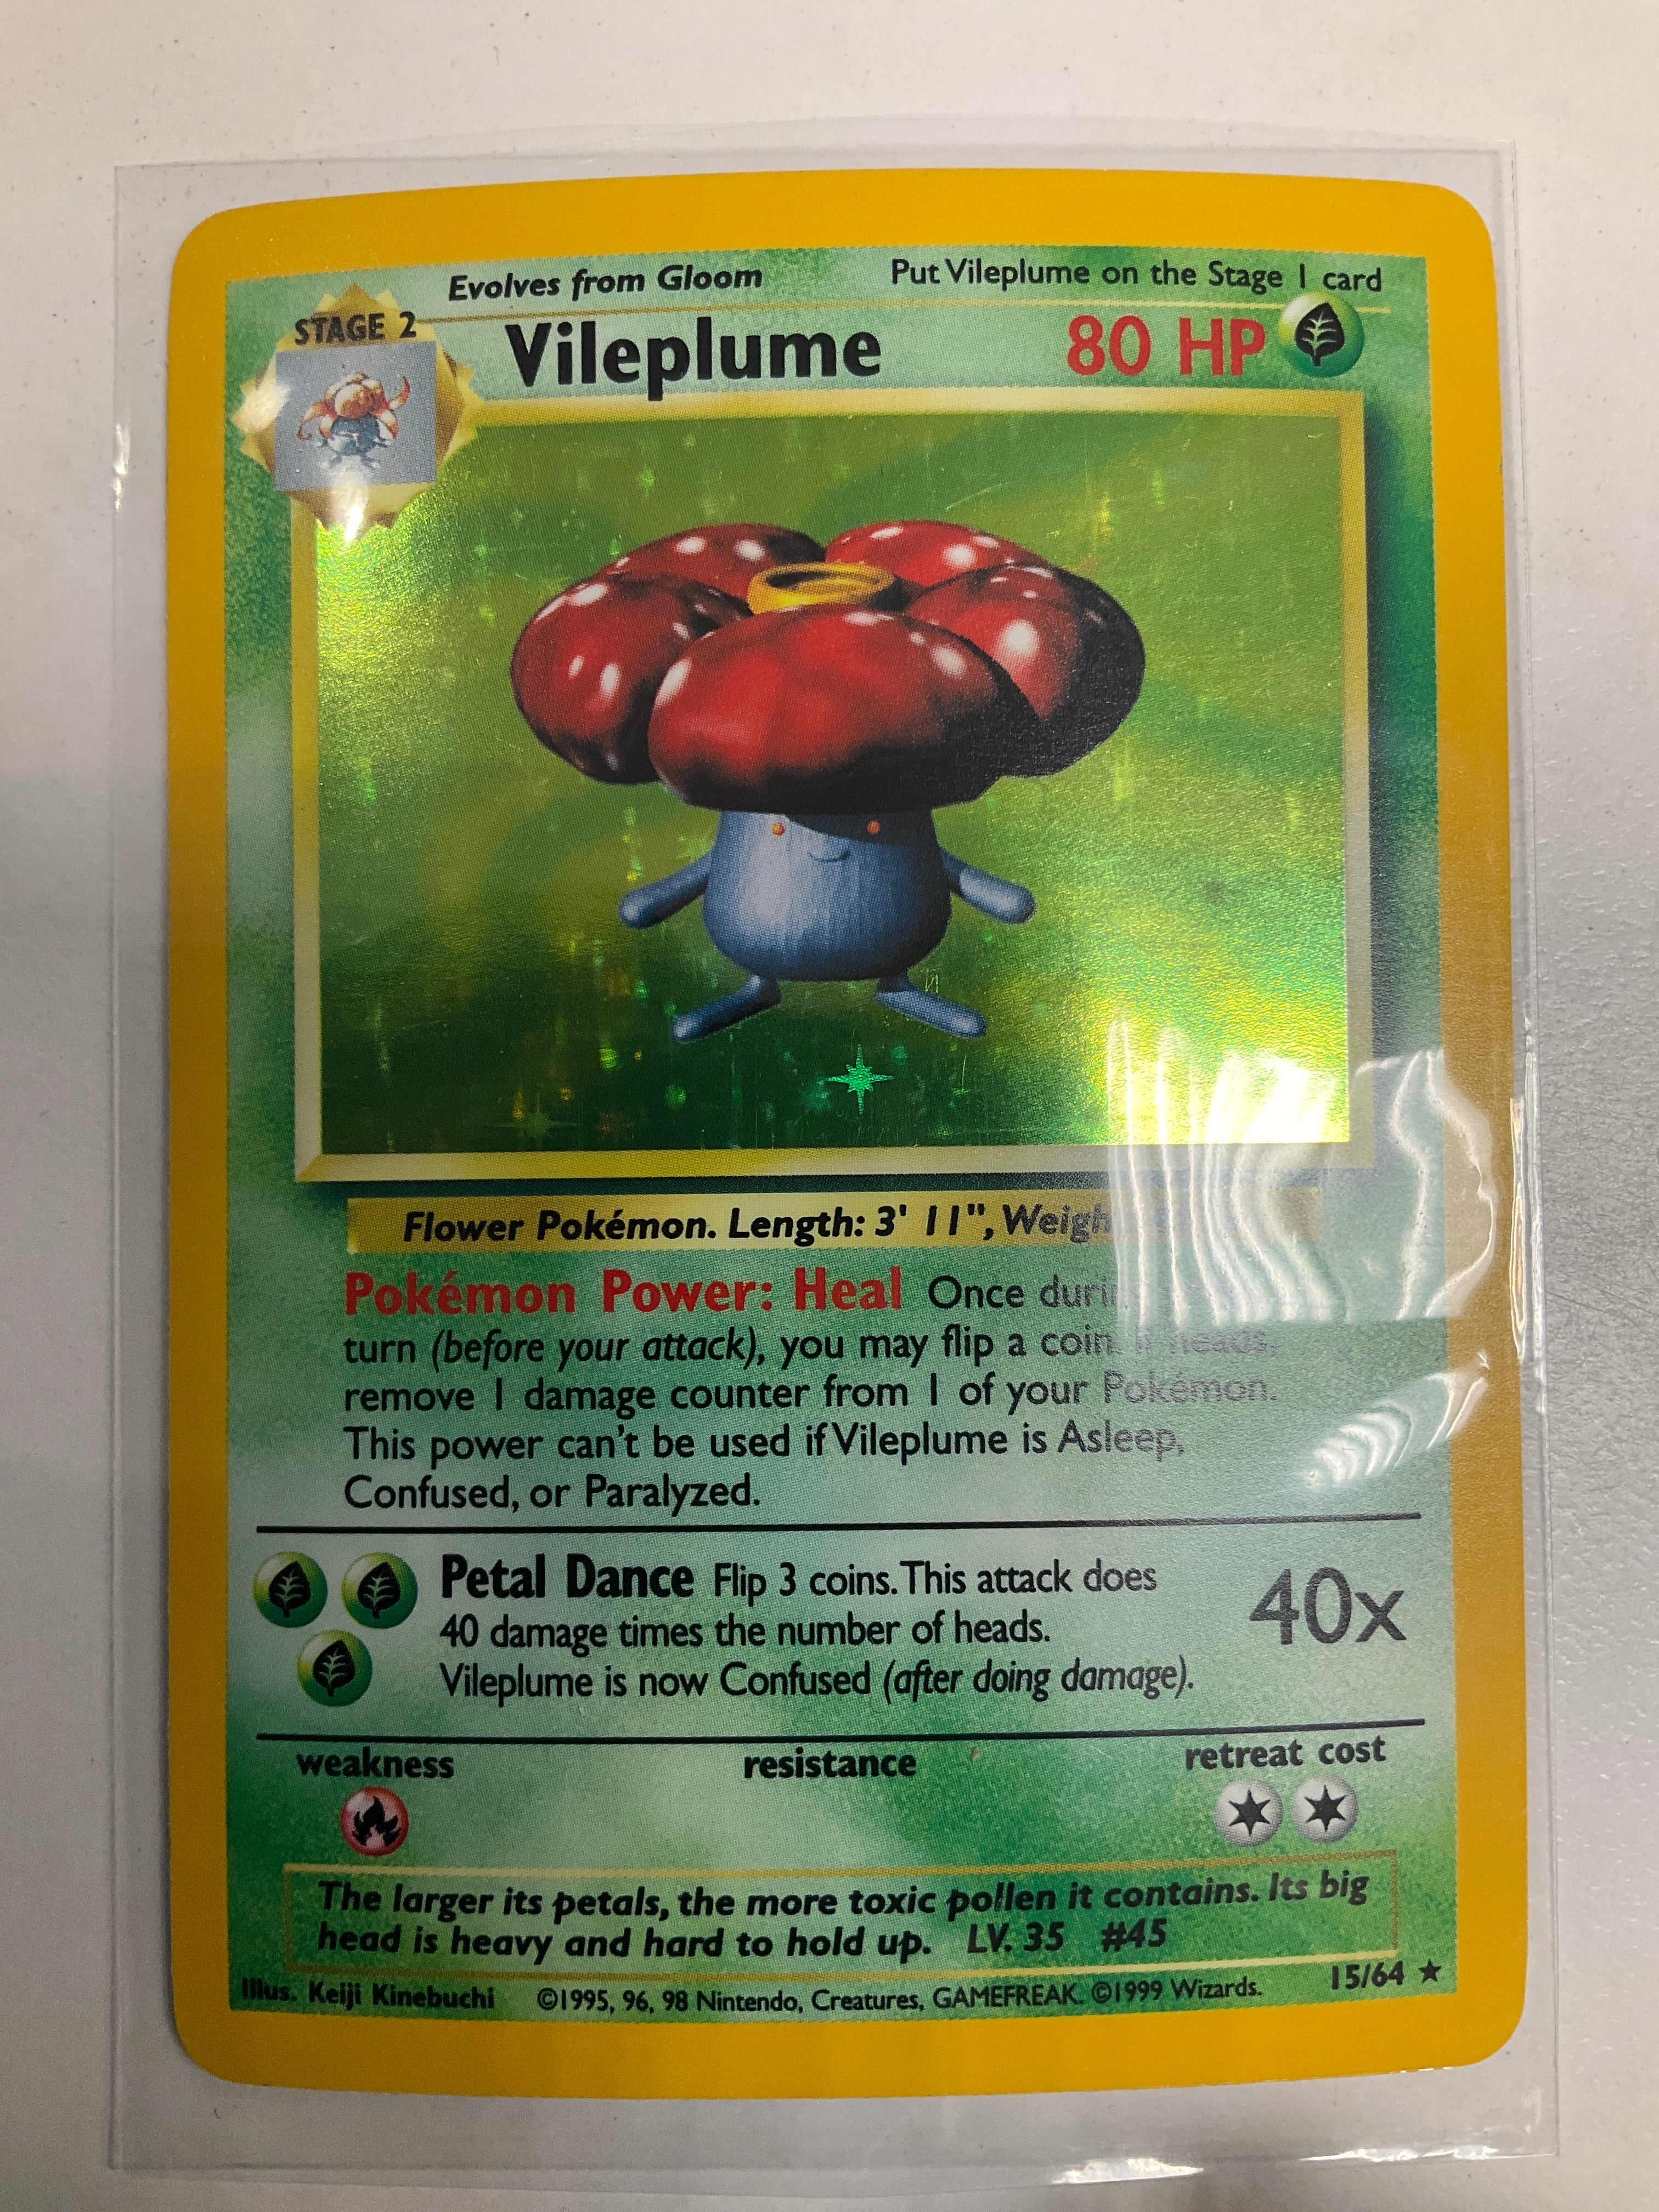 Evolves from Gloom Put Vileplume on the Stage 1 card
STAGE 2
Vileplume 80 HP
Flower Pokémon. Length: 3' 11",
Pokémon Power: Heal Once
turn (before your attack), you may flip a coin. If heads,
remove 1 damage counter from 1 of your Pokémon.
This power can't be used if Vileplume is Asleep,
Confused, or Paralyzed.
Petal Dance Flip 3 coins. This attack does
40 damage times the number of heads.
Vileplume is now Confused (after doing damage).
40x
weakness resistance retreat cost
The larger its petals, the more toxic pollen it contains. Its big
head is heavy and hard to hold up. LV. 35 #45
Illus. Keiji Kinebuchi ©1995, 96, 98 Nintendo, Creatures, GAMEFREAK. ©1999 Wizards. 15/64 ★